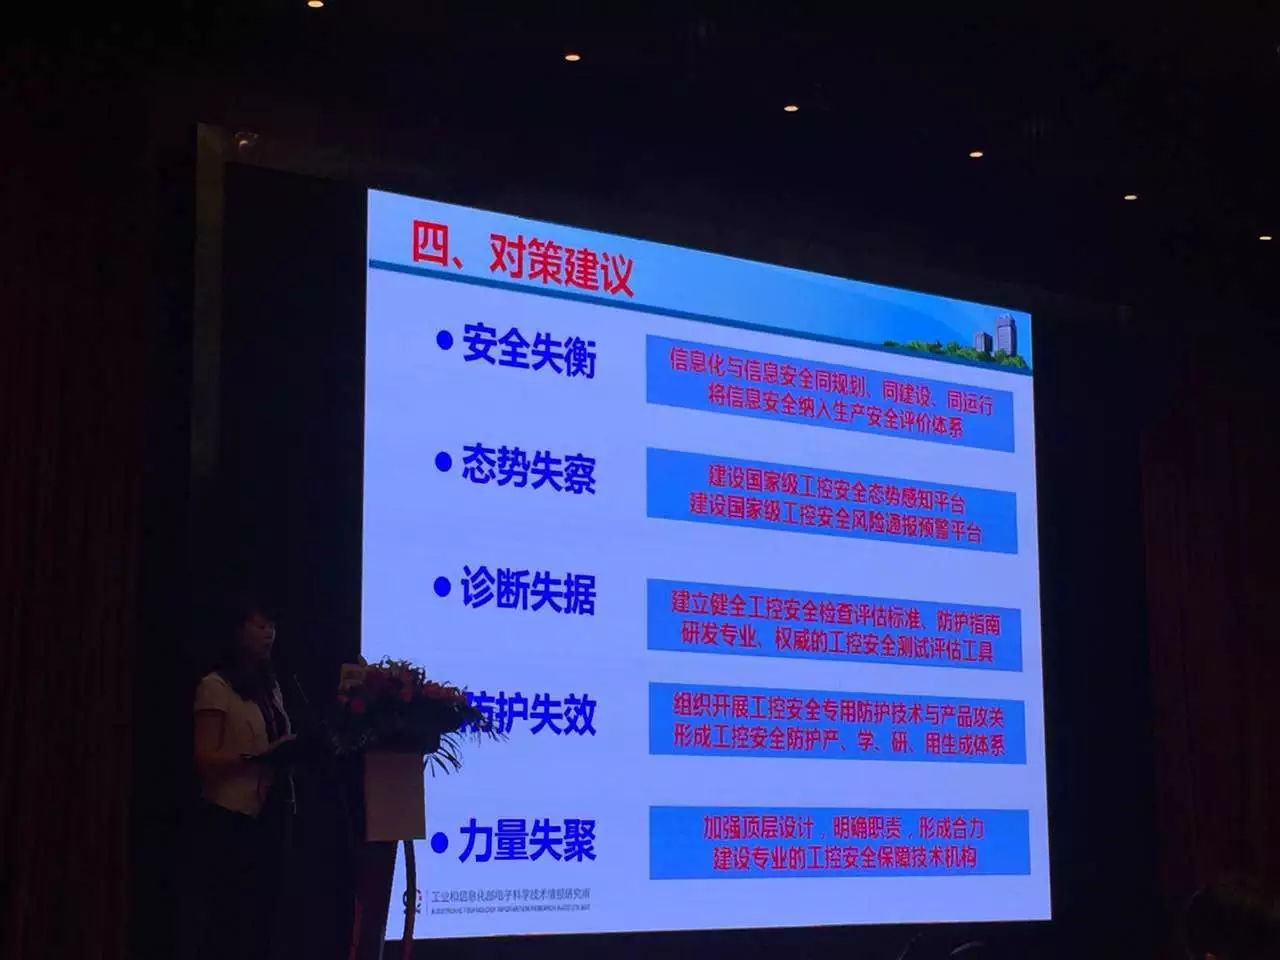 四、对策建议
• 安全失衡
信息化与信息安全同规划、同建设、同运行
将信息安全纳入生产安全评价体系
• 态势失察
建设国家级工控安全态势感知平台
建设国家级工控安全风险通报预警平台
• 诊断失据
建立健全工控安全检查评估标准、防护指南
研发专业、权威的工控安全测试评估工具
防护失效
组织开展工控安全专用防护技术与产品攻关
形成工控安全防护产、学、研、用生成体系
• 力量失聚
加强顶层设计，明确职责，形成合力
建设专业的工控安全保障技术机构
工业和信息化部电子科学技术情报研究所